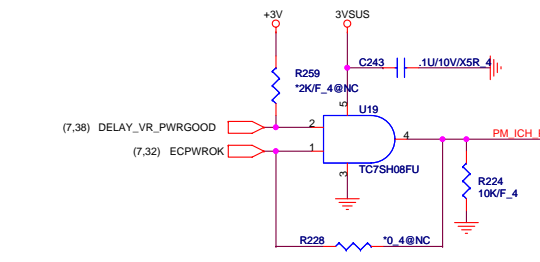 +3V
3VSUS
C243
.1U/10V/X5R_4
R259
*2K/F_4@NC
5
U19
(7,38) DELAY_VR_PWRGOOD
2
4
PM_ICH_
(7,32) ECPWROK
1
TC7SH08FU
3
R224
10K/F_4
R228
*0_4@NC